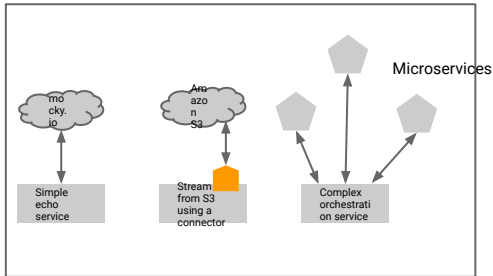 mo
cky.
io
Am
azo
n
S3
Microservices
Simple
echo
service
Stream
from S3
using a
connector
Complex
orchestrati
on service